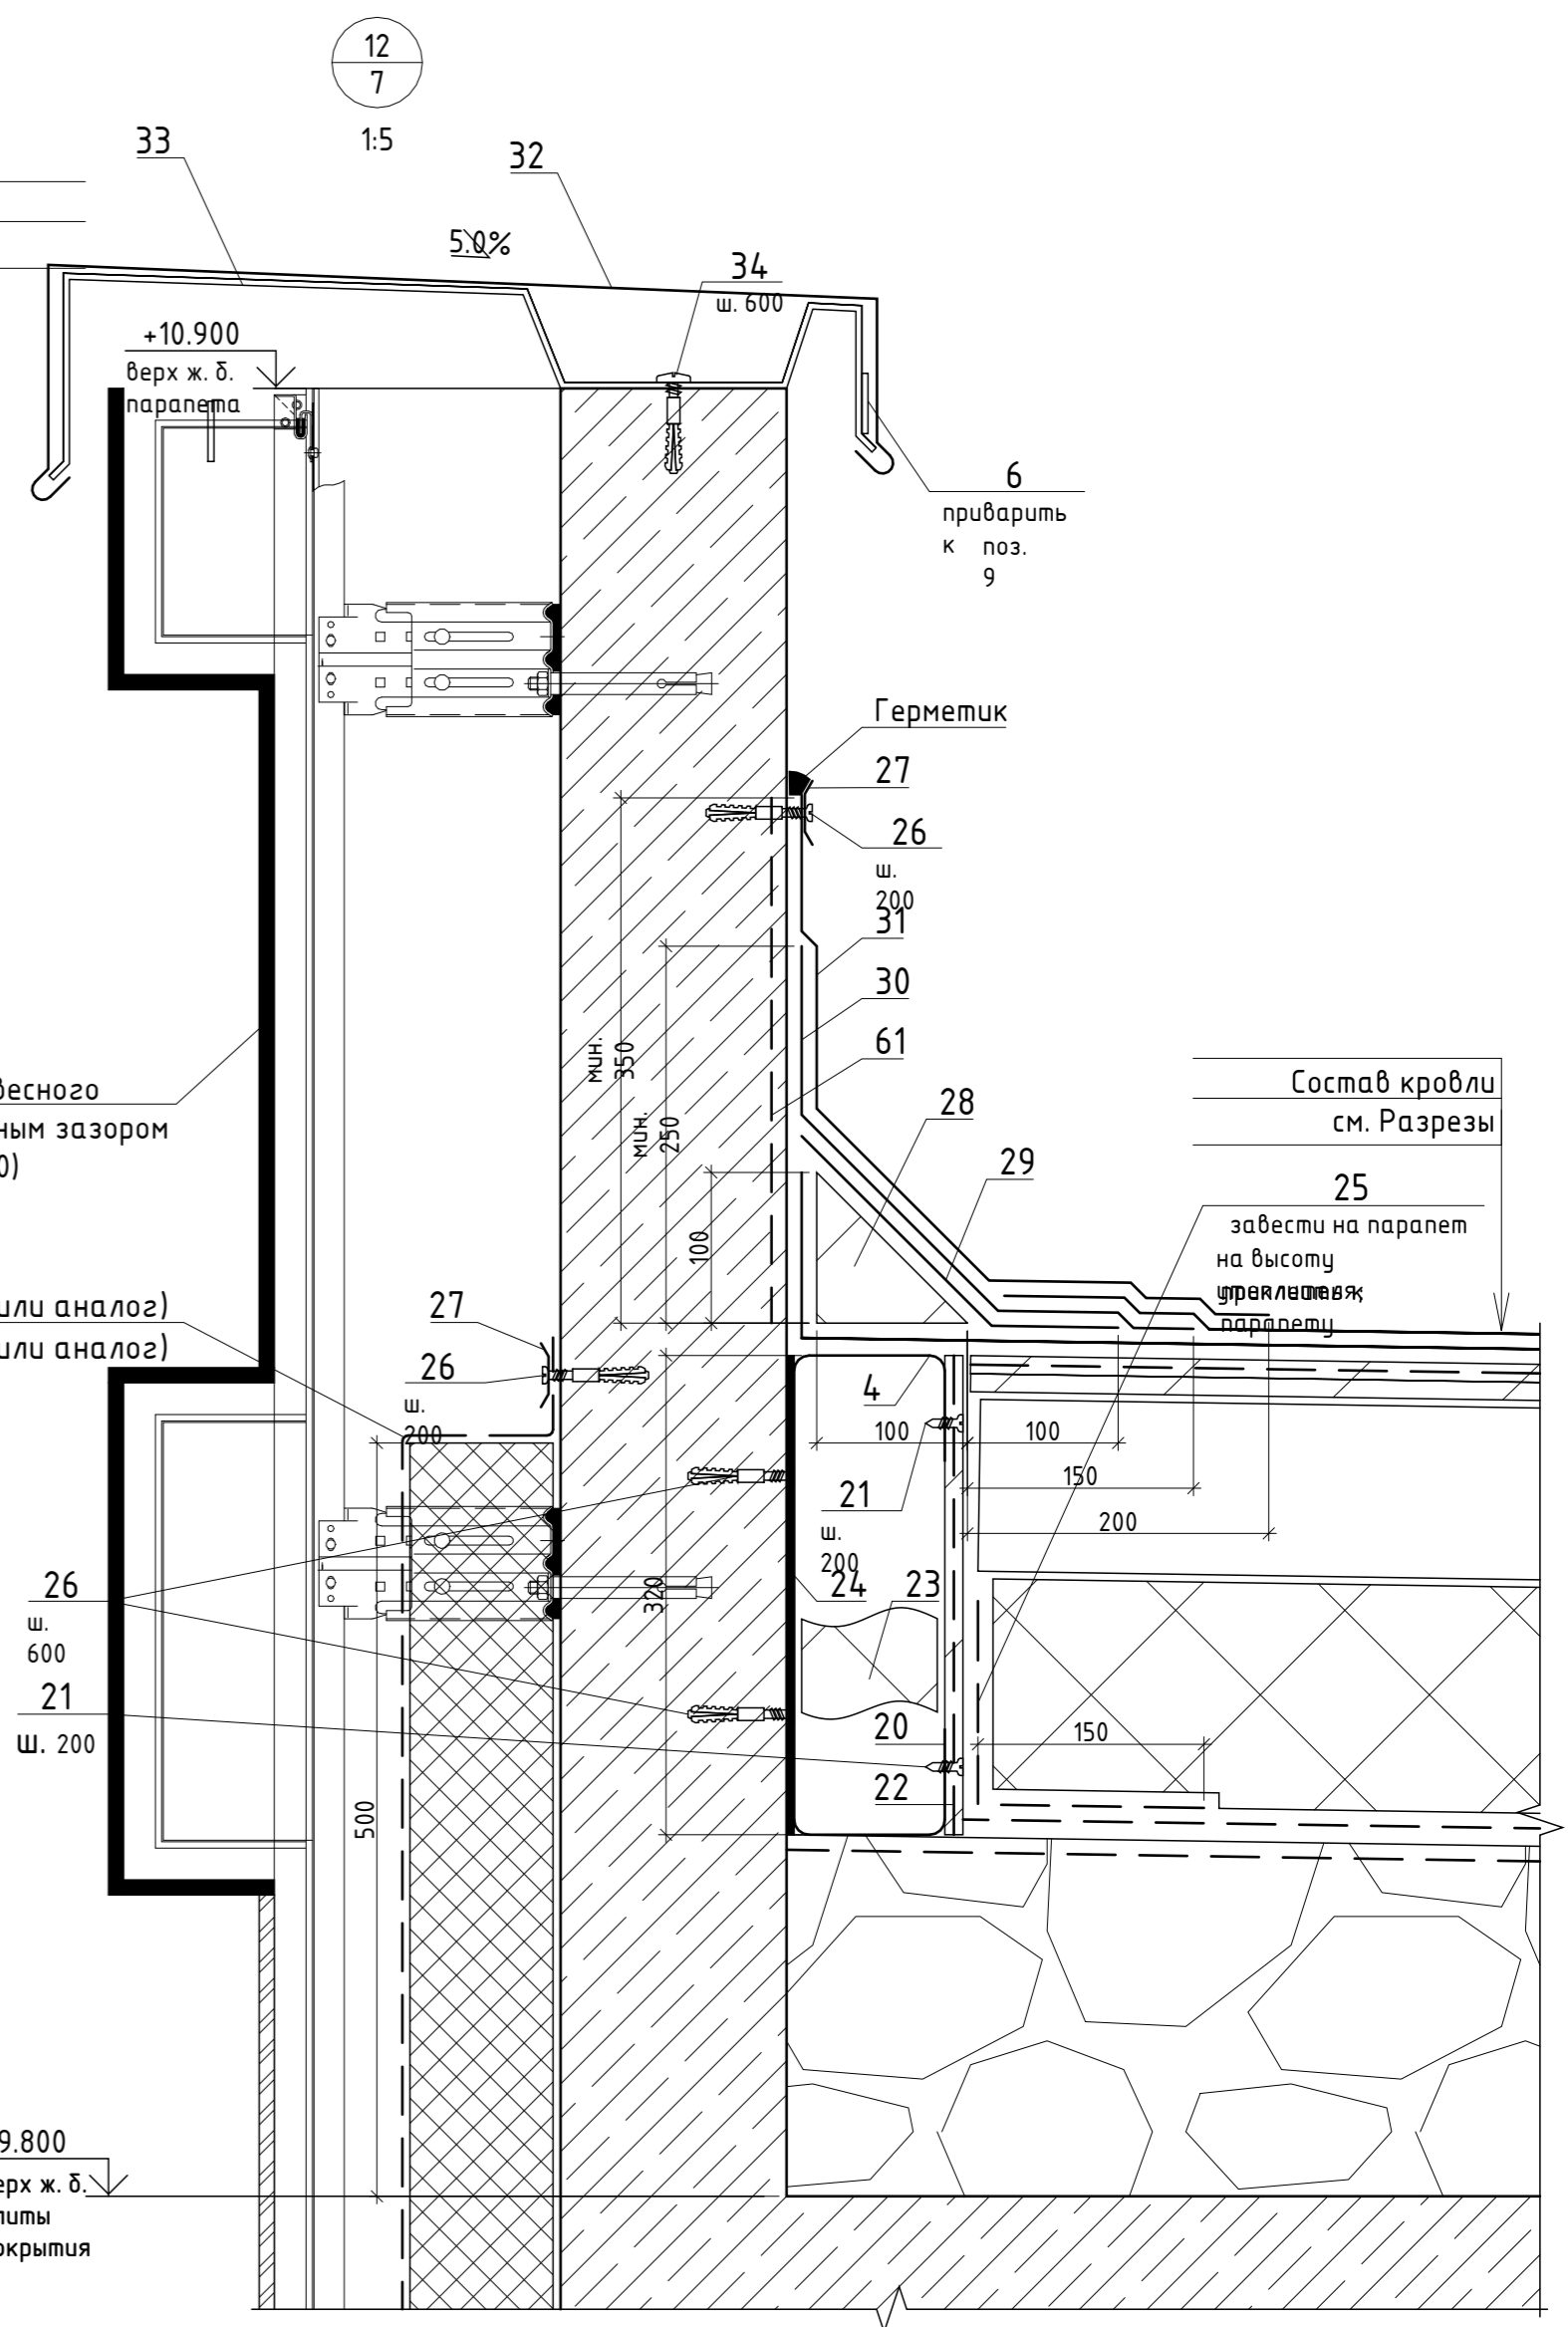 12
7
1:5
33
32
5.0%
34
ш. 600
+10.900
верх ж. б.
парапета
6
приварить
к поз.
9
Герметик
27
26
ш.
200
31
30
61
мин.
350
мин.
250
100
28
29
Состав кровли
см. Разрезы
25
завести на парапет
на высоту
парапету
весного
ным зазором
0)
или аналог)
или аналог)
27
26
ш.
200
4
100
100
150
200
21
ш.
200
24
23
320
26
ш.
600
21
Ш. 200
20
22
150
500
9.800
ерх ж. б.
литы
окрытия